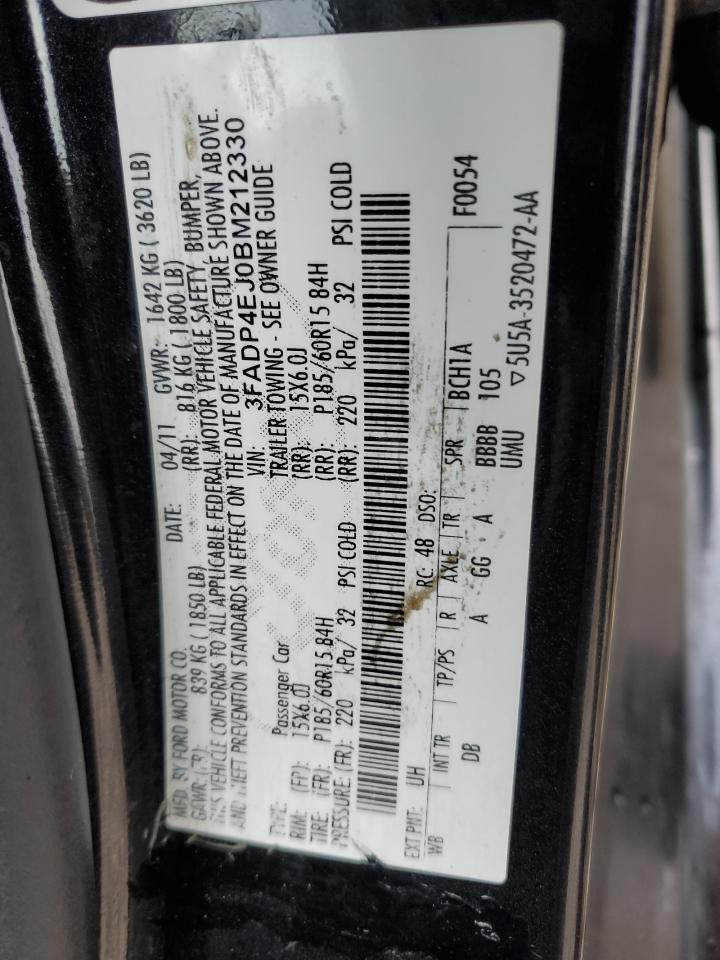 MFD. BY FORD MOTOR CO. DATE: 04/11 GVWR: 1642 KG ( 3620 LB)
GAWR: (FR): 839 KG ( 1850 LB) (RR): 816 KG ( 1800 LB)
THIS VEHICLE CONFORMS TO ALL APPLICABLE FEDERAL MOTOR VEHICLE SAFETY, BUMPER,
AND THEFT PREVENTION STANDARDS IN EFFECT ON THE DATE OF MANUFACTURE SHOWN ABOVE.
VIN: 3FADP4EJ0BM212330
TYPE: Passenger Car TRAILER TOWING - SEE OWNER GUIDE
RIM: (FR): 15X6.0J (RR): 15X6.0J
TIRE (FR): P185/60R15 84H (RR): P185/60R15 84H
PRESSURE (FR): 220 kPa/ 32 PSI COLD (RR): 220 kPa/ 32 PSI COLD
EXT PNT: UH RC: 48 DSO: F0054
WB INT TR TP/PS R AXLE TR SPR BCH1A
DB A GG A BBBB 105
UMU 5U5A-3520472-AA